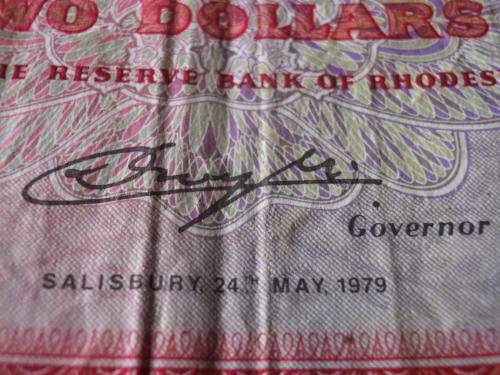 WO DOLLARS
HE RESERVE BANK OF RHODES
Governor
SALISBURY, 24TH MAY, 1979